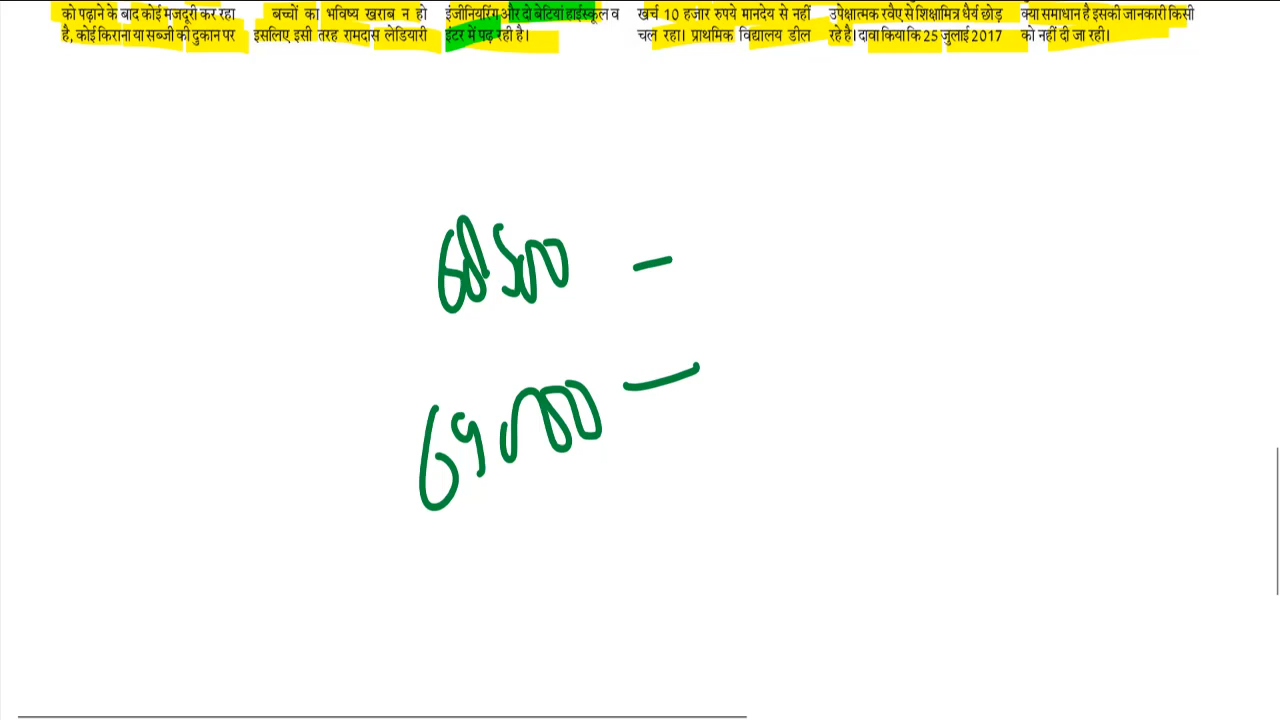 को पढ़ाने के बाद कोई मजदूरी कर रहा
है, कोई किराना या सब्जी की दुकान पर
बच्चों का भविष्य खराब न हो
इसलिए इसी तरह रामदास लेडियारी
इंजीनियरिंग और दो बेटियां हाईस्कूल व
इंटर में पढ़ रही है।
खर्च 10 हजार रुपये मानदेय से नहीं
चल रहा। प्राथमिक विद्यालय डील
उपेक्षात्मक रवैए से शिक्षामित्र धैर्य छोड़
रहे है। दावा किया कि 25 जुलाई 2017
क्या समाधान है इसकी जानकारी किसी
को नहीं दी जा रही।
68500 —
69000 —